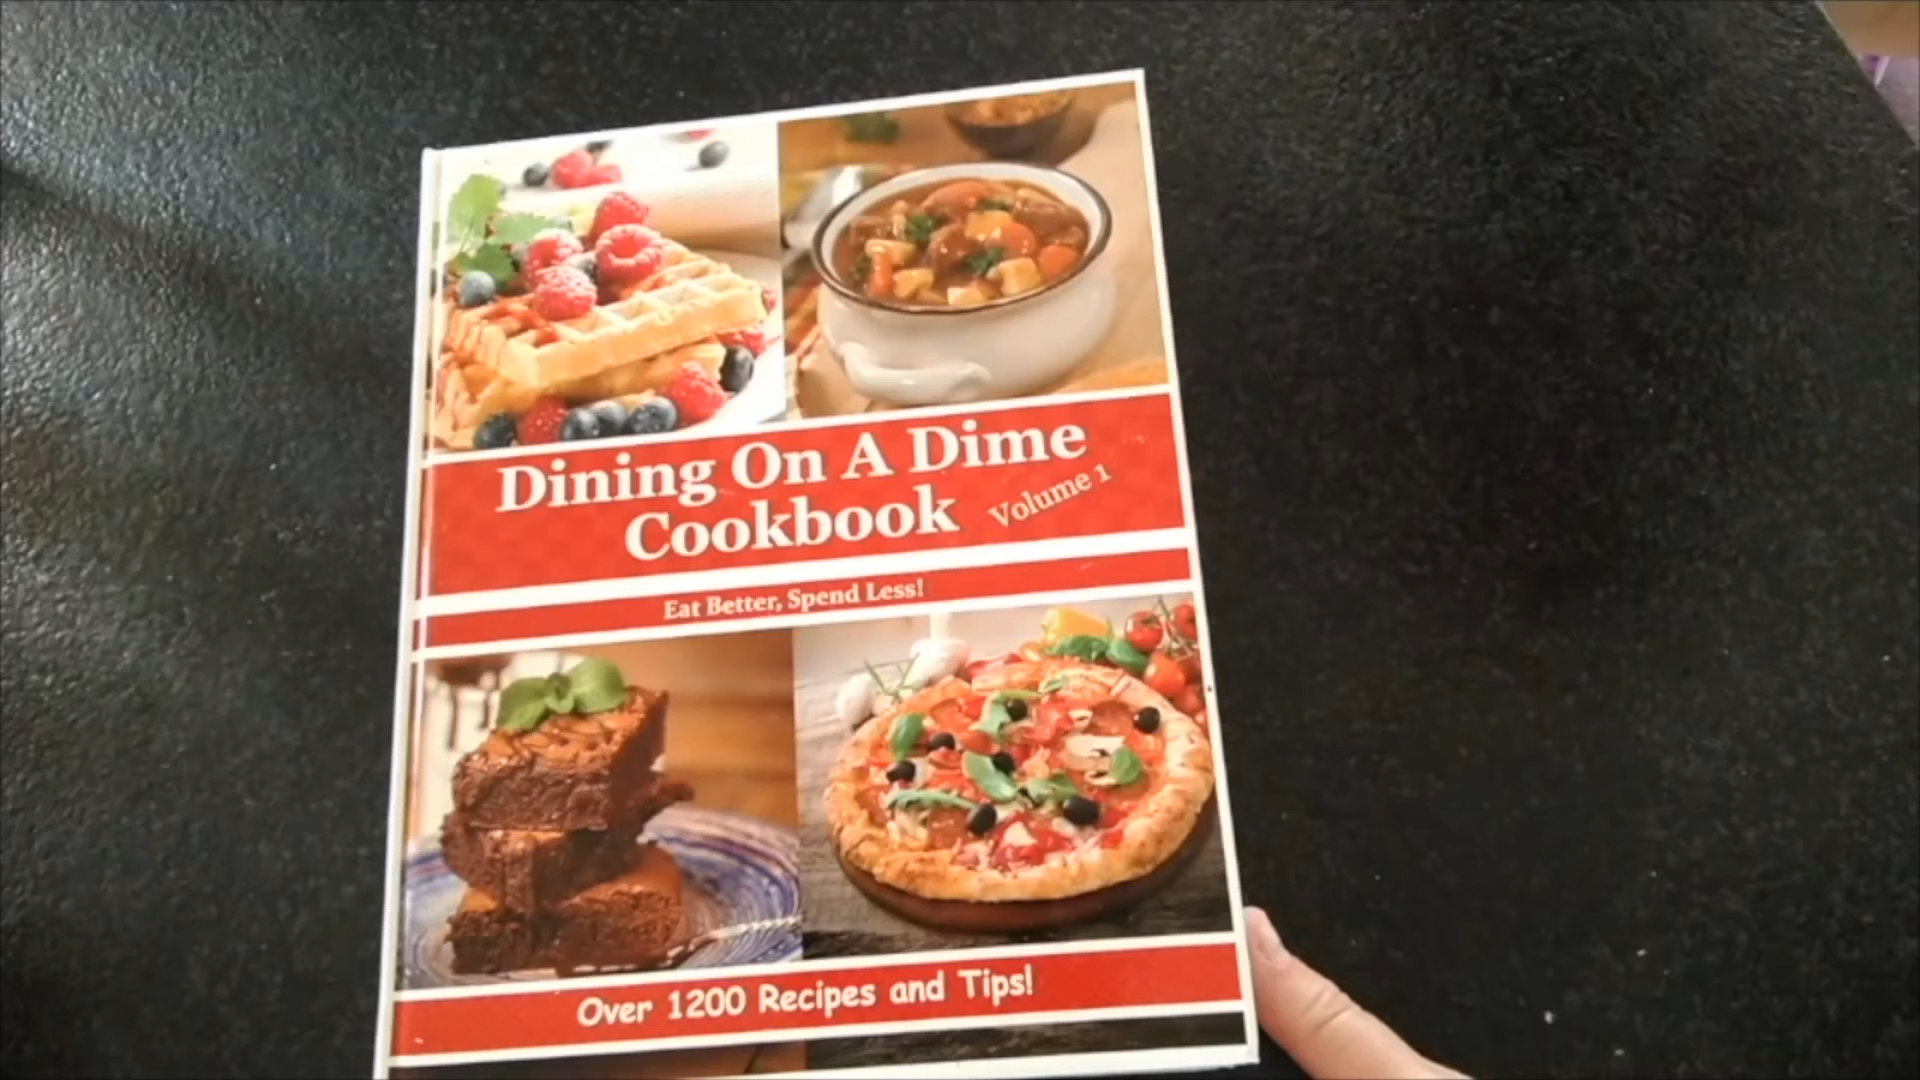 Dining On A Dime
Cookbook Volume 1
Eat Better, Spend Less!
Over 1200 Recipes and Tips!